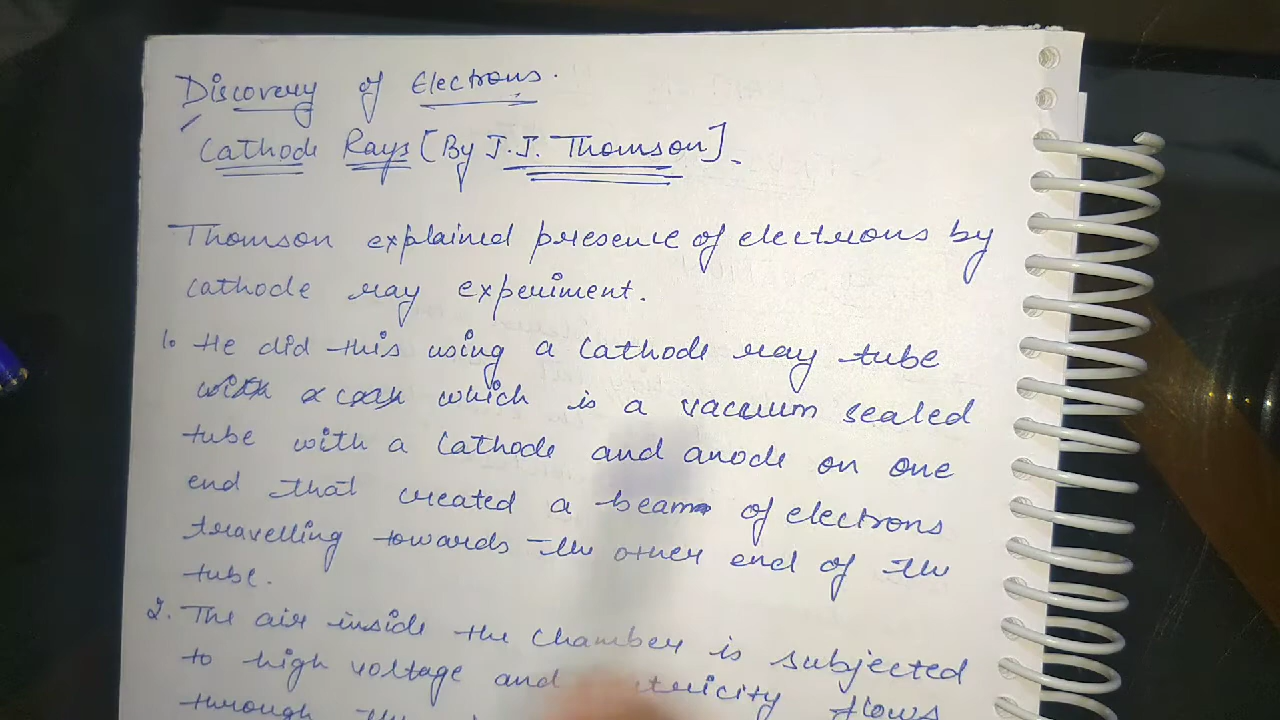 Discovery of Electrons.
Cathode Rays [By J.J. Thomson].
Thomson explained presence of electrons by
cathode ray experiment.
1. He did this using a cathode ray tube
which is a vacuum sealed
tube with a cathode and anode on one
end that created a beam of electrons
travelling towards the other end of the
tube.
2. The air inside the chamber is subjected
to high voltage and flows
through the